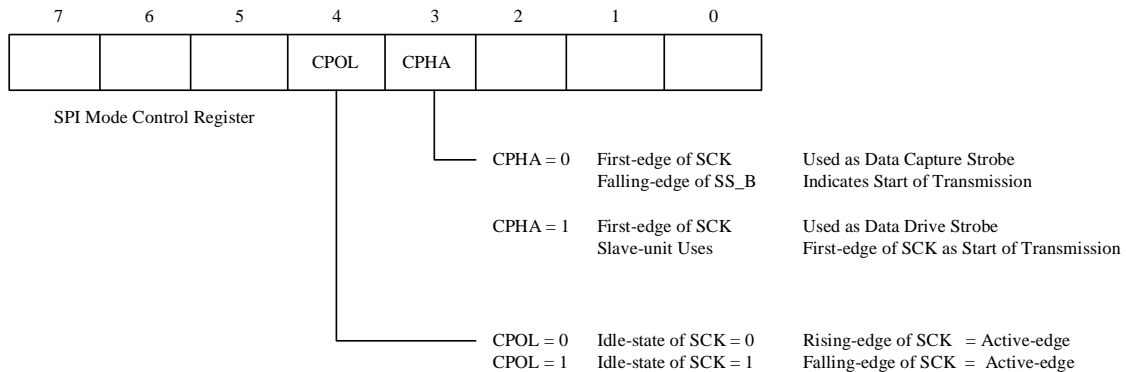 7 6 5 4 3 2 1 0
CPOL CPHA
SPI Mode Control Register
CPHA = 0 First-edge of SCK Used as Data Capture Strobe
Falling-edge of SS_B Indicates Start of Transmission
CPHA = 1 First-edge of SCK Used as Data Drive Strobe
Slave-unit Uses First-edge of SCK as Start of Transmission
CPOL = 0 Idle-state of SCK = 0 Rising-edge of SCK = Active-edge
CPOL = 1 Idle-state of SCK = 1 Falling-edge of SCK = Active-edge